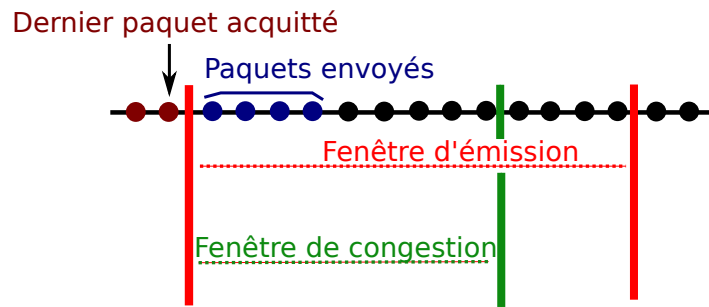 Dernier paquet acquitté
Paquets envoyés
Fenêtre d'émission
Fenêtre de congestion